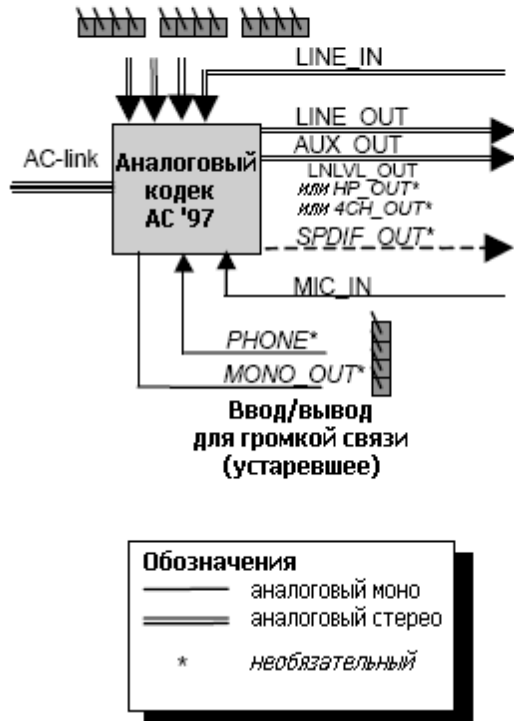 LINE_IN
LINE_OUT
AUX_OUT
LNLVL_OUT
или HP_OUT*
или 4CH_OUT*
SPDIF_OUT*
AC-link
Аналоговый
кодек
AC '97
MIC_IN
PHONE*
MONO_OUT*
Ввод/вывод
для громкой связи
(устаревшее)
Обозначения
аналоговый моно
аналоговый стерео
* необязательный